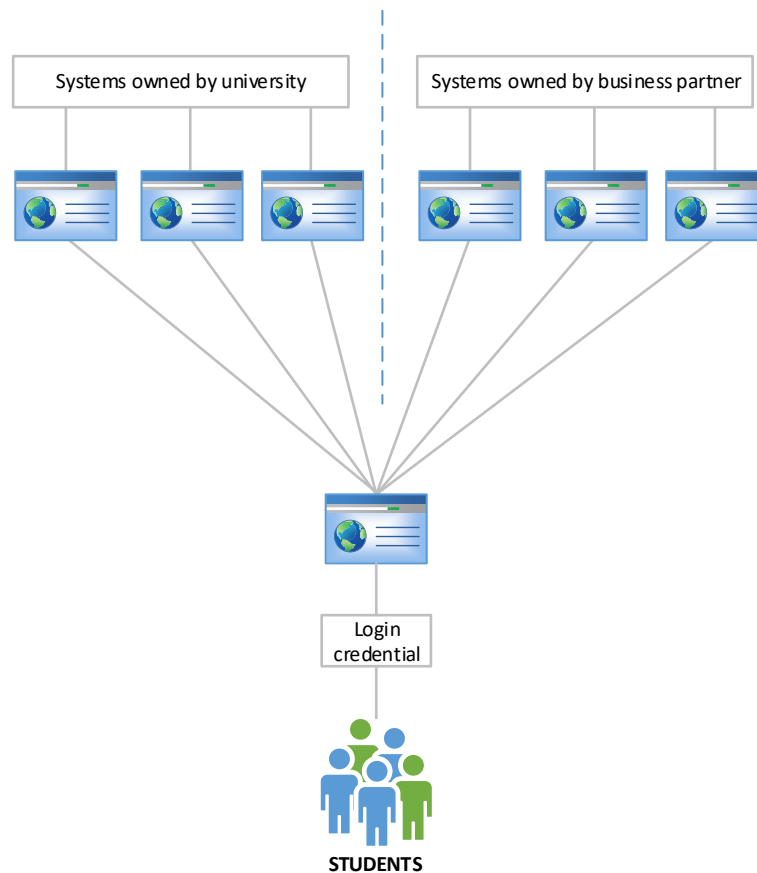 Systems owned by university
Systems owned by business partner
Login
credential
STUDENTS